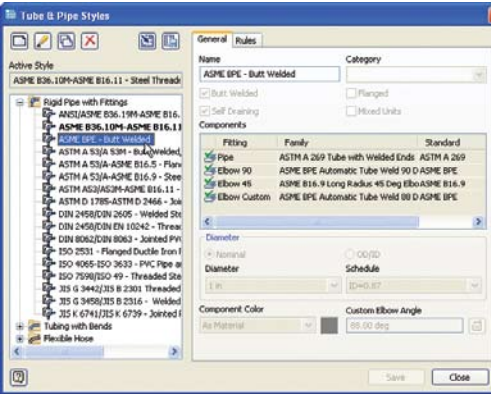 Tube & Pipe Styles
Active Style
ASME B36.10M-ASME B16.11 - Steel Threade
Rigid Pipe with Fittings
ANSI/ASME B36.19M-ASME B16.
ASME B36.10M-ASME B16.11
ASME BPE - Butt Welded
ASTM A 53/A 53M - Butt Welded,
ASTM A 53/A-ASME B16.5 - Flan
ASTM A 53/A-ASME B16.9 - Stee
ASTM A53/A53M-ASME B16.11 -
ASTM D 1785-ASTM D 2466 - Joi
DIN 2458/DIN 2605 - Welded Ste
DIN 2458/DIN EN 10242 - Threa
DIN 8062/DIN 8063 - Jointed PV
ISO 2531 - Flanged Ductile Iron
ISO 4065-ISO 3633 - PVC Pipe a
ISO 7598/ISO 49 - Threaded Ste
JIS G 3442/JIS B 2301 Threaded
JIS G 3458/JIS B 2316 - Welded
JIS K 6741/JIS K 6739 - Jointed
Tubing with Bends
Flexible Hose
General Rules
Name Category
ASME BPE - Butt Welded
Butt Welded Flanged
Self Draining Mixed Units
Components
Fitting Family Standard
Pipe ASTM A 269 Tube with Welded Ends ASTM A 269
Elbow 90 ASME BPE Automatic Tube Weld 90 D ASME BPE
Elbow 45 ASME B16.9 Long Radius 45 Deg Elbo ASME B16.9
Elbow Custom ASME BPE Automatic Tube Weld 88 D ASME BPE
Diameter
Nominal OD/ID
Diameter Schedule
1 in ID=0.87
Component Color Custom Elbow Angle
As Material 88.00 deg
Save Close